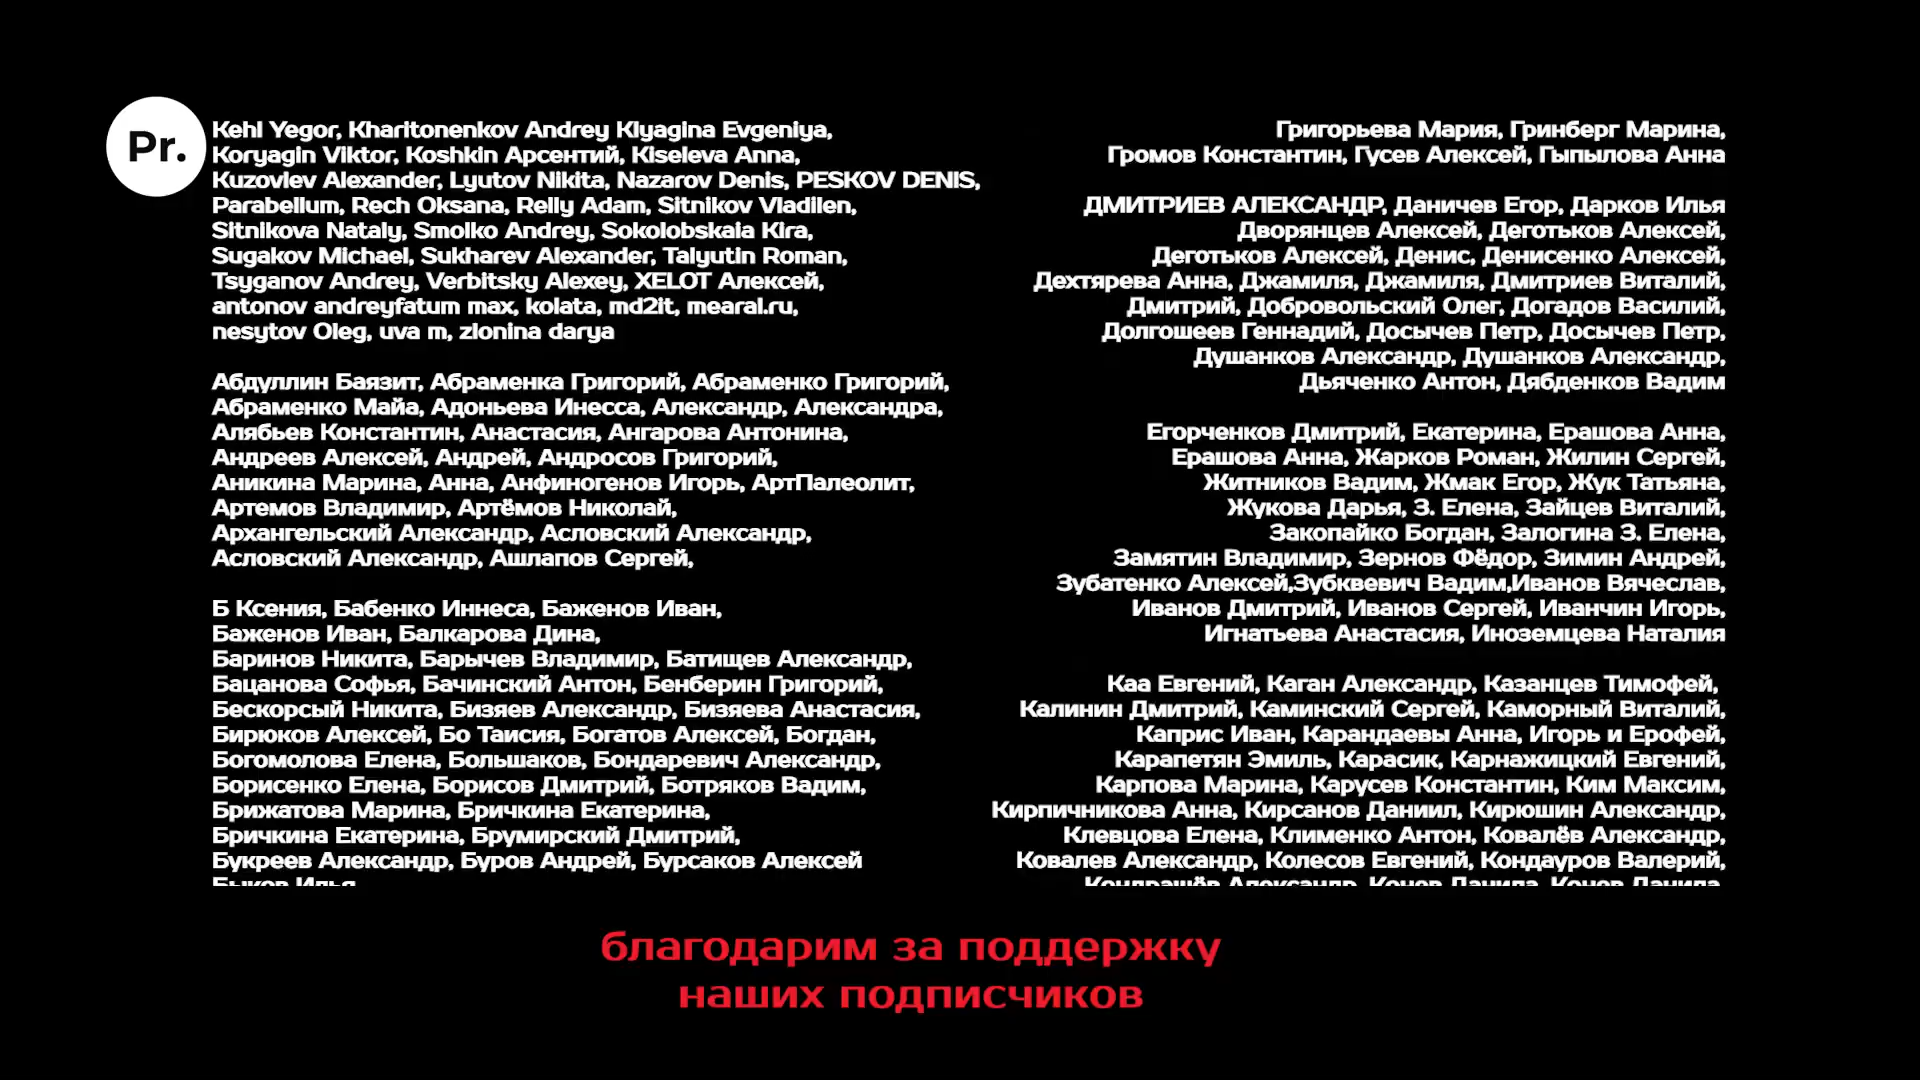 Pr.
Kehl Yegor, Kharitonenkov Andrey Klyagina Evgeniya,
Koryagin Viktor, Koshkin Арсентий, Kiseleva Anna,
Kuzovlev Alexander, Lyutov Nikita, Nazarov Denis, PESKOV DENIS,
Parabellum, Rech Oksana, Relly Adam, Sitnikov Vladilen,
Sitnikova Nataly, Smolko Andrey, Sokolobskaia Kira,
Sugakov Michael, Sukharev Alexander, Talyutin Roman,
Tsyganov Andrey, Verbitsky Alexey, XELOT Алексей,
antonov andreyfatum max, kolata, md2it, mearal.ru,
nesytov Oleg, uva m, zlonina darya
Абдуллин Баязит, Абраменка Григорий, Абраменко Григорий,
Абраменко Майа, Адоньева Инесса, Александр, Александра,
Алябьев Константин, Анастасия, Ангарова Антонина,
Андреев Алексей, Андрей, Андросов Григорий,
Аникина Марина, Анна, Анфиногенов Игорь, АртПалеолит,
Артемов Владимир, Артёмов Николай,
Архангельский Александр, Асловский Александр,
Асловский Александр, Ашлапов Сергей,
Б Ксения, Бабенко Иннеса, Баженов Иван,
Баженов Иван, Балкарова Дина,
Баринов Никита, Барычев Владимир, Батищев Александр,
Бацанова Софья, Бачинский Антон, Бенберин Григорий,
Бескорсый Никита, Бизяев Александр, Бизяева Анастасия,
Бирюков Алексей, Бо Таисия, Богатов Алексей, Богдан,
Богомолова Елена, Большаков, Бондаревич Александр,
Борисенко Елена, Борисов Дмитрий, Ботряков Вадим,
Брижатова Марина, Бричкина Екатерина,
Бричкина Екатерина, Брумирский Дмитрий,
Букреев Александр, Буров Андрей, Бурсаков Алексей
Быков Илья
Григорьева Мария, Гринберг Марина,
Громов Константин, Гусев Алексей, Гыпылова Анна
ДМИТРИЕВ АЛЕКСАНДР, Даничев Егор, Дарков Илья
Дворянцев Алексей, Деготьков Алексей,
Деготьков Алексей, Денис, Денисенко Алексей,
Дехтярева Анна, Джамиля, Джамиля, Дмитриев Виталий,
Дмитрий, Добровольский Олег, Догадов Василий,
Долгошеев Геннадий, Досычев Петр, Досычев Петр,
Душанков Александр, Душанков Александр,
Дьяченко Антон, Дябденков Вадим
Егорченков Дмитрий, Екатерина, Ерашова Анна,
Ерашова Анна, Жарков Роман, Жилин Сергей,
Житников Вадим, Жмак Егор, Жук Татьяна,
Жукова Дарья, З. Елена, Зайцев Виталий,
Закопайко Богдан, Залогина З. Елена,
Замятин Владимир, Зернов Фёдор, Зимин Андрей,
Зубатенко Алексей,Зубквевич Вадим,Иванов Вячеслав,
Иванов Дмитрий, Иванов Сергей, Иванчин Игорь,
Игнатьева Анастасия, Иноземцева Наталия
Каа Евгений, Каган Александр, Казанцев Тимофей,
Калинин Дмитрий, Каминский Сергей, Каморный Виталий,
Каприс Иван, Карандаевы Анна, Игорь и Ерофей,
Карапетян Эмиль, Карасик, Карнажицкий Евгений,
Карпова Марина, Карусев Константин, Ким Максим,
Кирпичникова Анна, Кирсанов Даниил, Кирюшин Александр,
Клевцова Елена, Клименко Антон, Ковалёв Александр,
Ковалев Александр, Колесов Евгений, Кондауров Валерий,
Кондрашёв Александр, Конев Данила, Конев Данила,
благодарим за поддержку
наших подписчиков